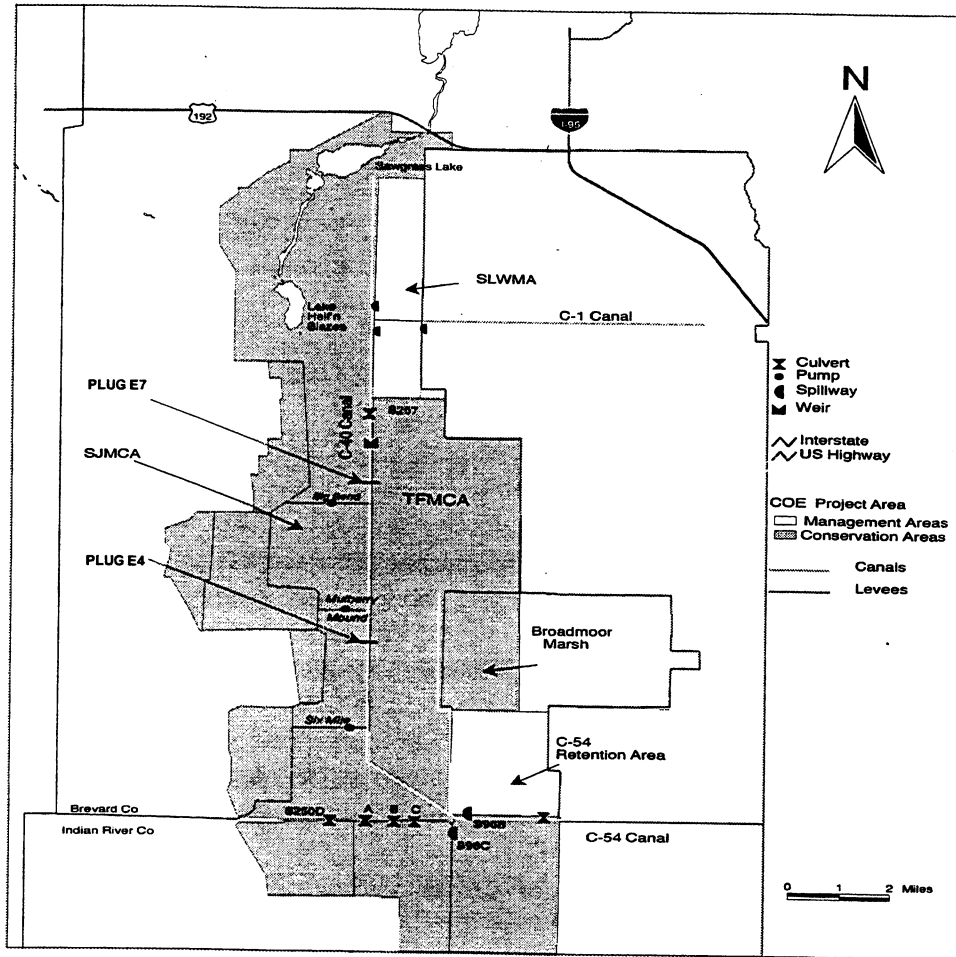 192
I-95
N
Sawgrass Lake
SLWMA
Lake
Hell'n
Blazes
C-1 Canal
PLUG E7
C-40 Canal
S257
SJMCA
Big Bend
TFMCA
PLUG E4
Mulberry
Mound
Broadmoor
Marsh
Six Mile
C-54
Retention Area
Brevard Co
Indian River Co
S250D
A
B
C
S96B
S96C
C-54 Canal
Culvert
Pump
Spillway
Weir
Interstate
US Highway
COE Project Area
Management Areas
Conservation Areas
Canals
Levees
0 1 2 Miles